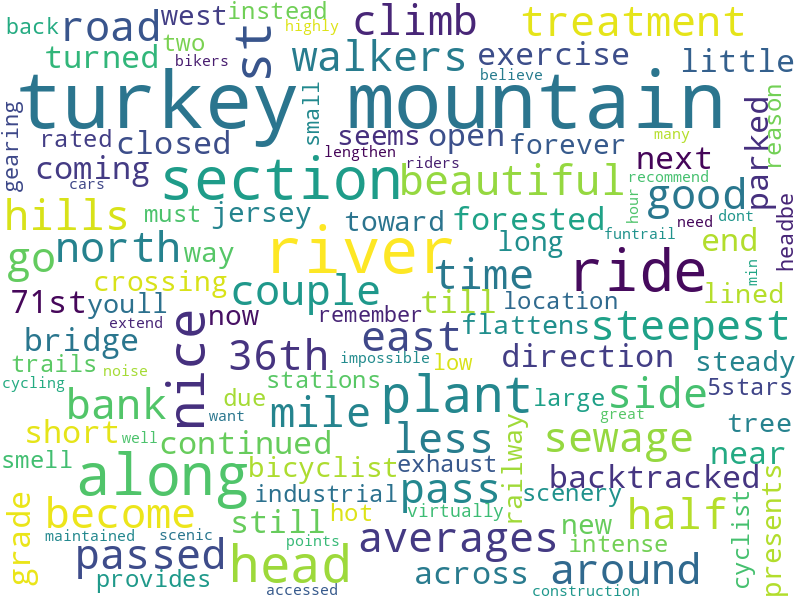 back road west instead highly climb treatment
turned two bikers st walkers exercise little
believe
turkey mountain
gearing rated closed small seems open forever parked reason
coming cars lengthen riders next recommend
section beautiful good
hills must jersey toward forested hour need dont headbe
go north way river long funtrail end
crossing couple time ride lined
71st youll now remember till location
bridge extend east flattens steepest
trails nice 36th impossible low direction steady
cycling noise stations
bank want due mile plant large side 5stars
short well continued less great tree
smell railway sewage near
along bicyclist exhaust pass backtracked
industrial scenery
grade become still hot virtually new half cyclist presents
maintained scenic points averages intense
passed head across around
provides accessed construction min many